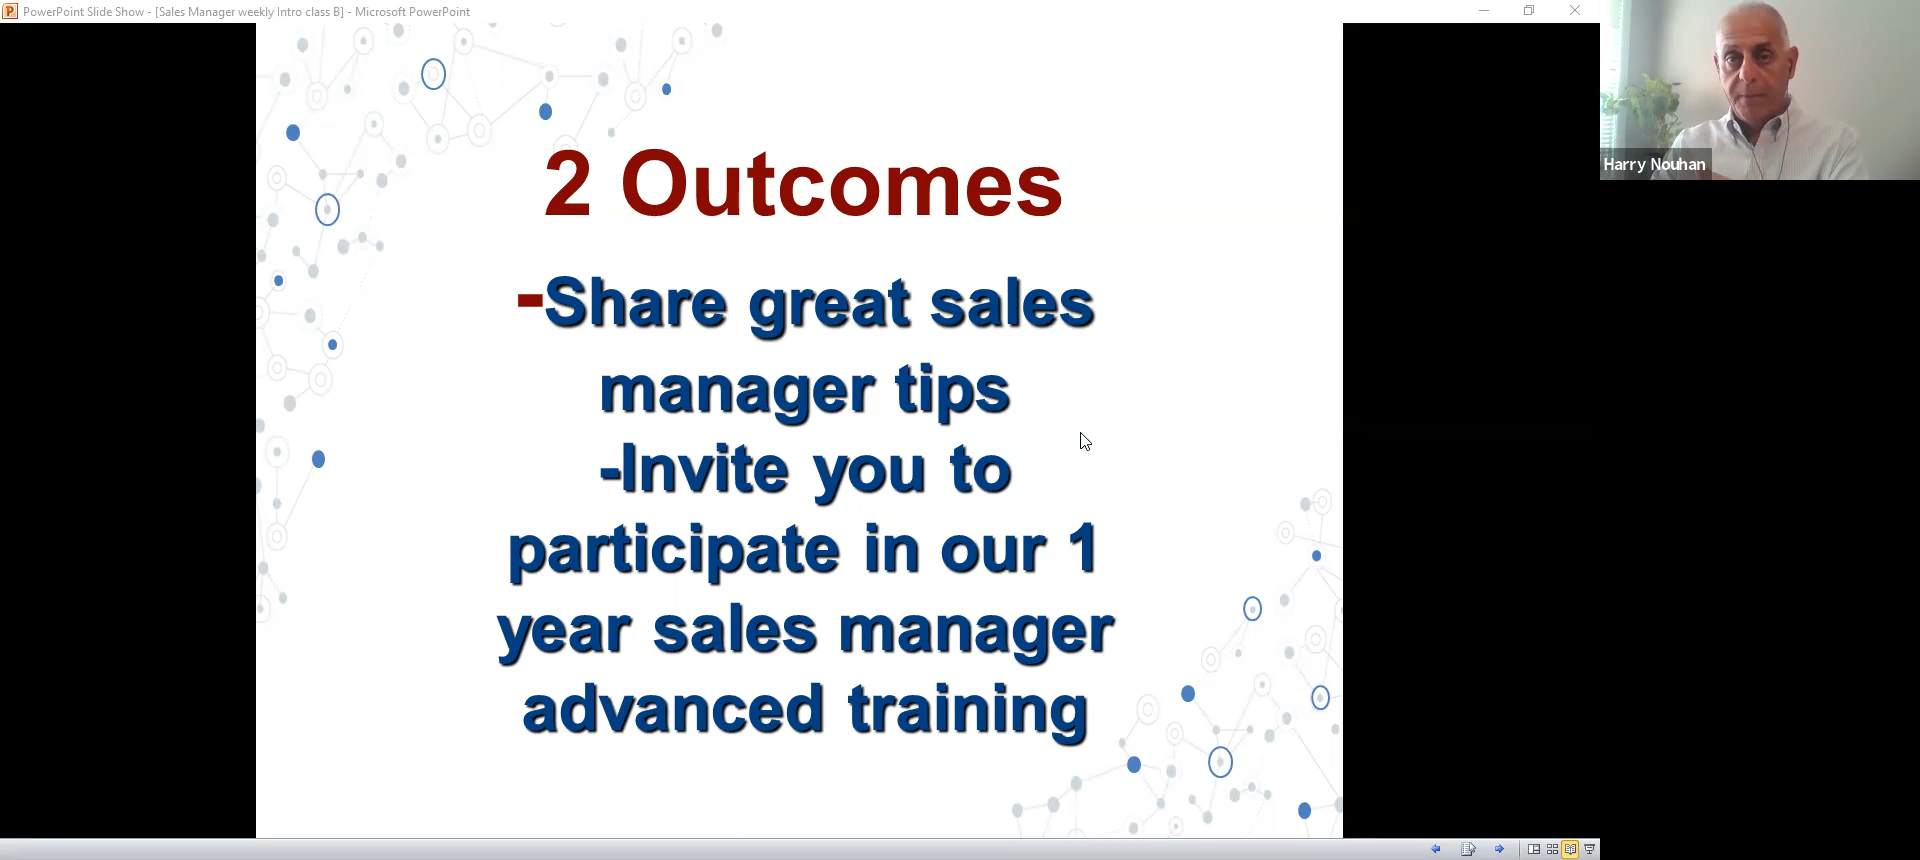 PowerPoint Slide Show - [Sales Manager weekly Intro class B] - Microsoft PowerPoint
Harry Nouhan
2 Outcomes
-Share great sales
manager tips
-Invite you to
participate in our 1
year sales manager
advanced training